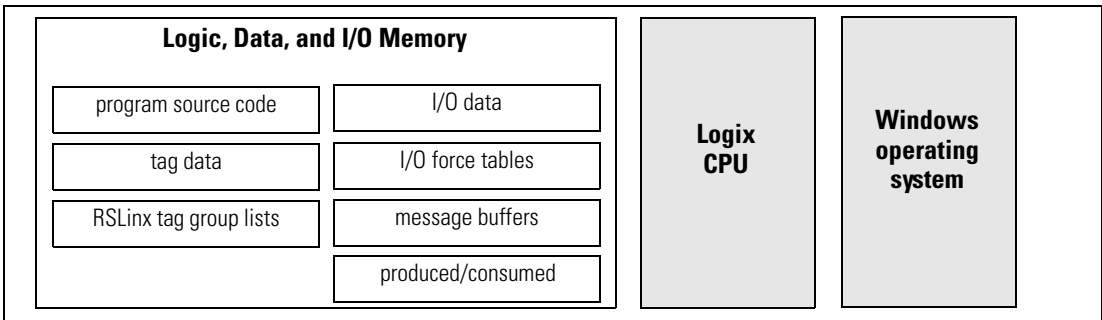 Logic, Data, and I/O Memory
program source code
tag data
RSLinx tag group lists
I/O data
I/O force tables
message buffers
produced/consumed
Logix
CPU
Windows
operating
system